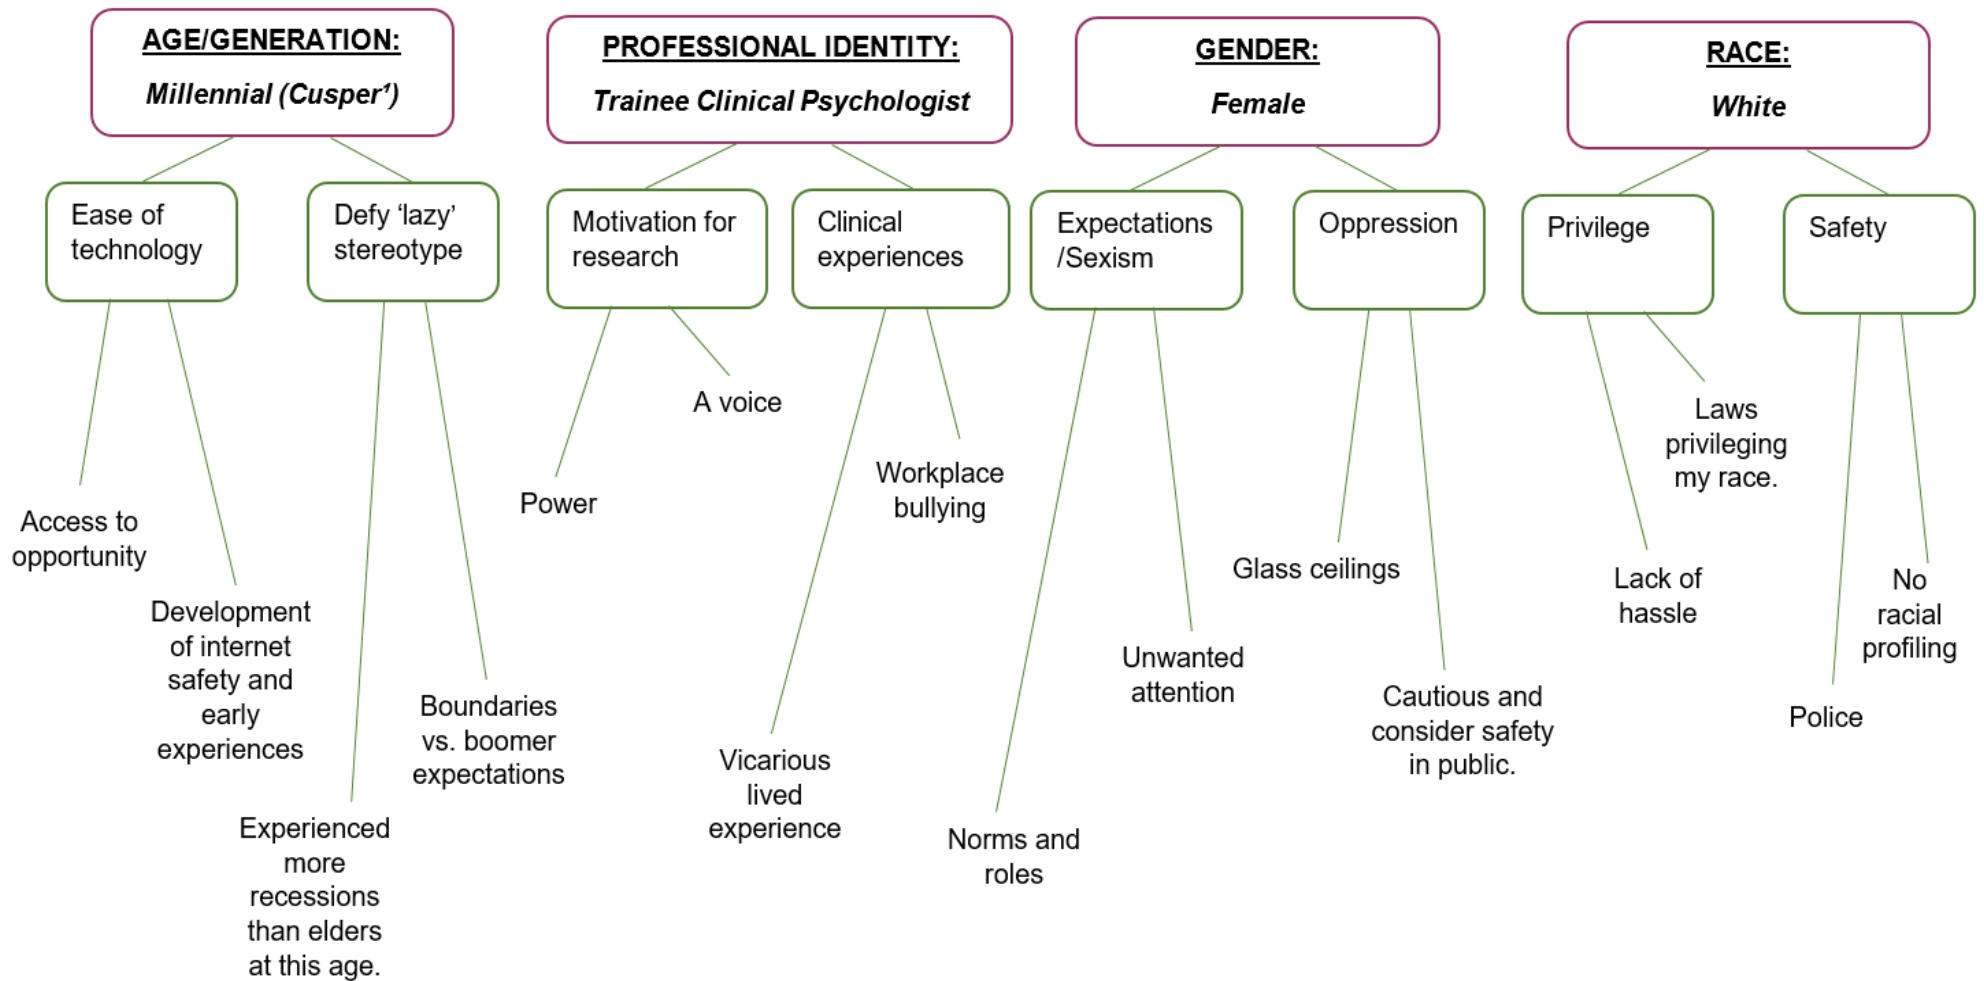 AGE/GENERATION:
Millennial (Cusper¹)
PROFESSIONAL IDENTITY:
Trainee Clinical Psychologist
GENDER:
Female
RACE:
White
Ease of
technology
Defy ‘lazy’
stereotype
Motivation for
research
Clinical
experiences
Expectations
/Sexism
Oppression
Privilege
Safety
Access to
opportunity
Development
of internet
safety and
early
experiences
Experienced
more
recessions
than elders
at this age.
Boundaries
vs. boomer
expectations
Power
A voice
Vicarious
lived
experience
Workplace
bullying
Norms and
roles
Unwanted
attention
Glass ceilings
Cautious and
consider safety
in public.
Lack of
hassle
Laws
privileging
my race.
Police
No
racial
profiling